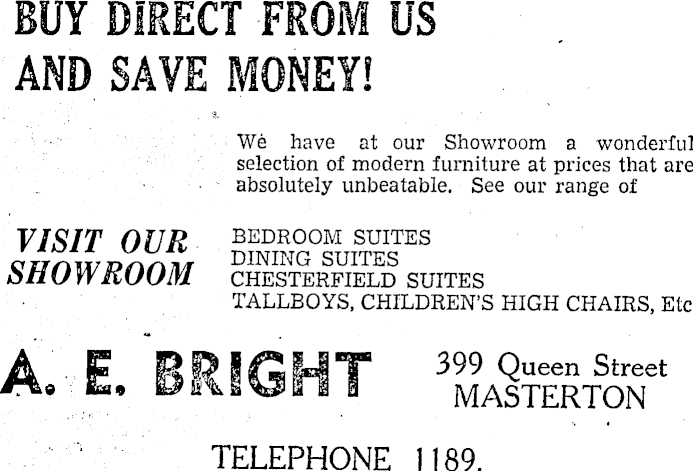 BUY DIRECT FROM US
AND SAVE MONEY!
We have at our Showroom a wonderful
selection of modern furniture at prices that are
absolutely unbeatable. See our range of
VISIT OUR
SHOWROOM
BEDROOM SUITES
DINING SUITES
CHESTERFIELD SUITES
TALLBOYS, CHILDREN'S HIGH CHAIRS, Etc
A. E. BRIGHT
399 Queen Street
MASTERTON
TELEPHONE 1189.